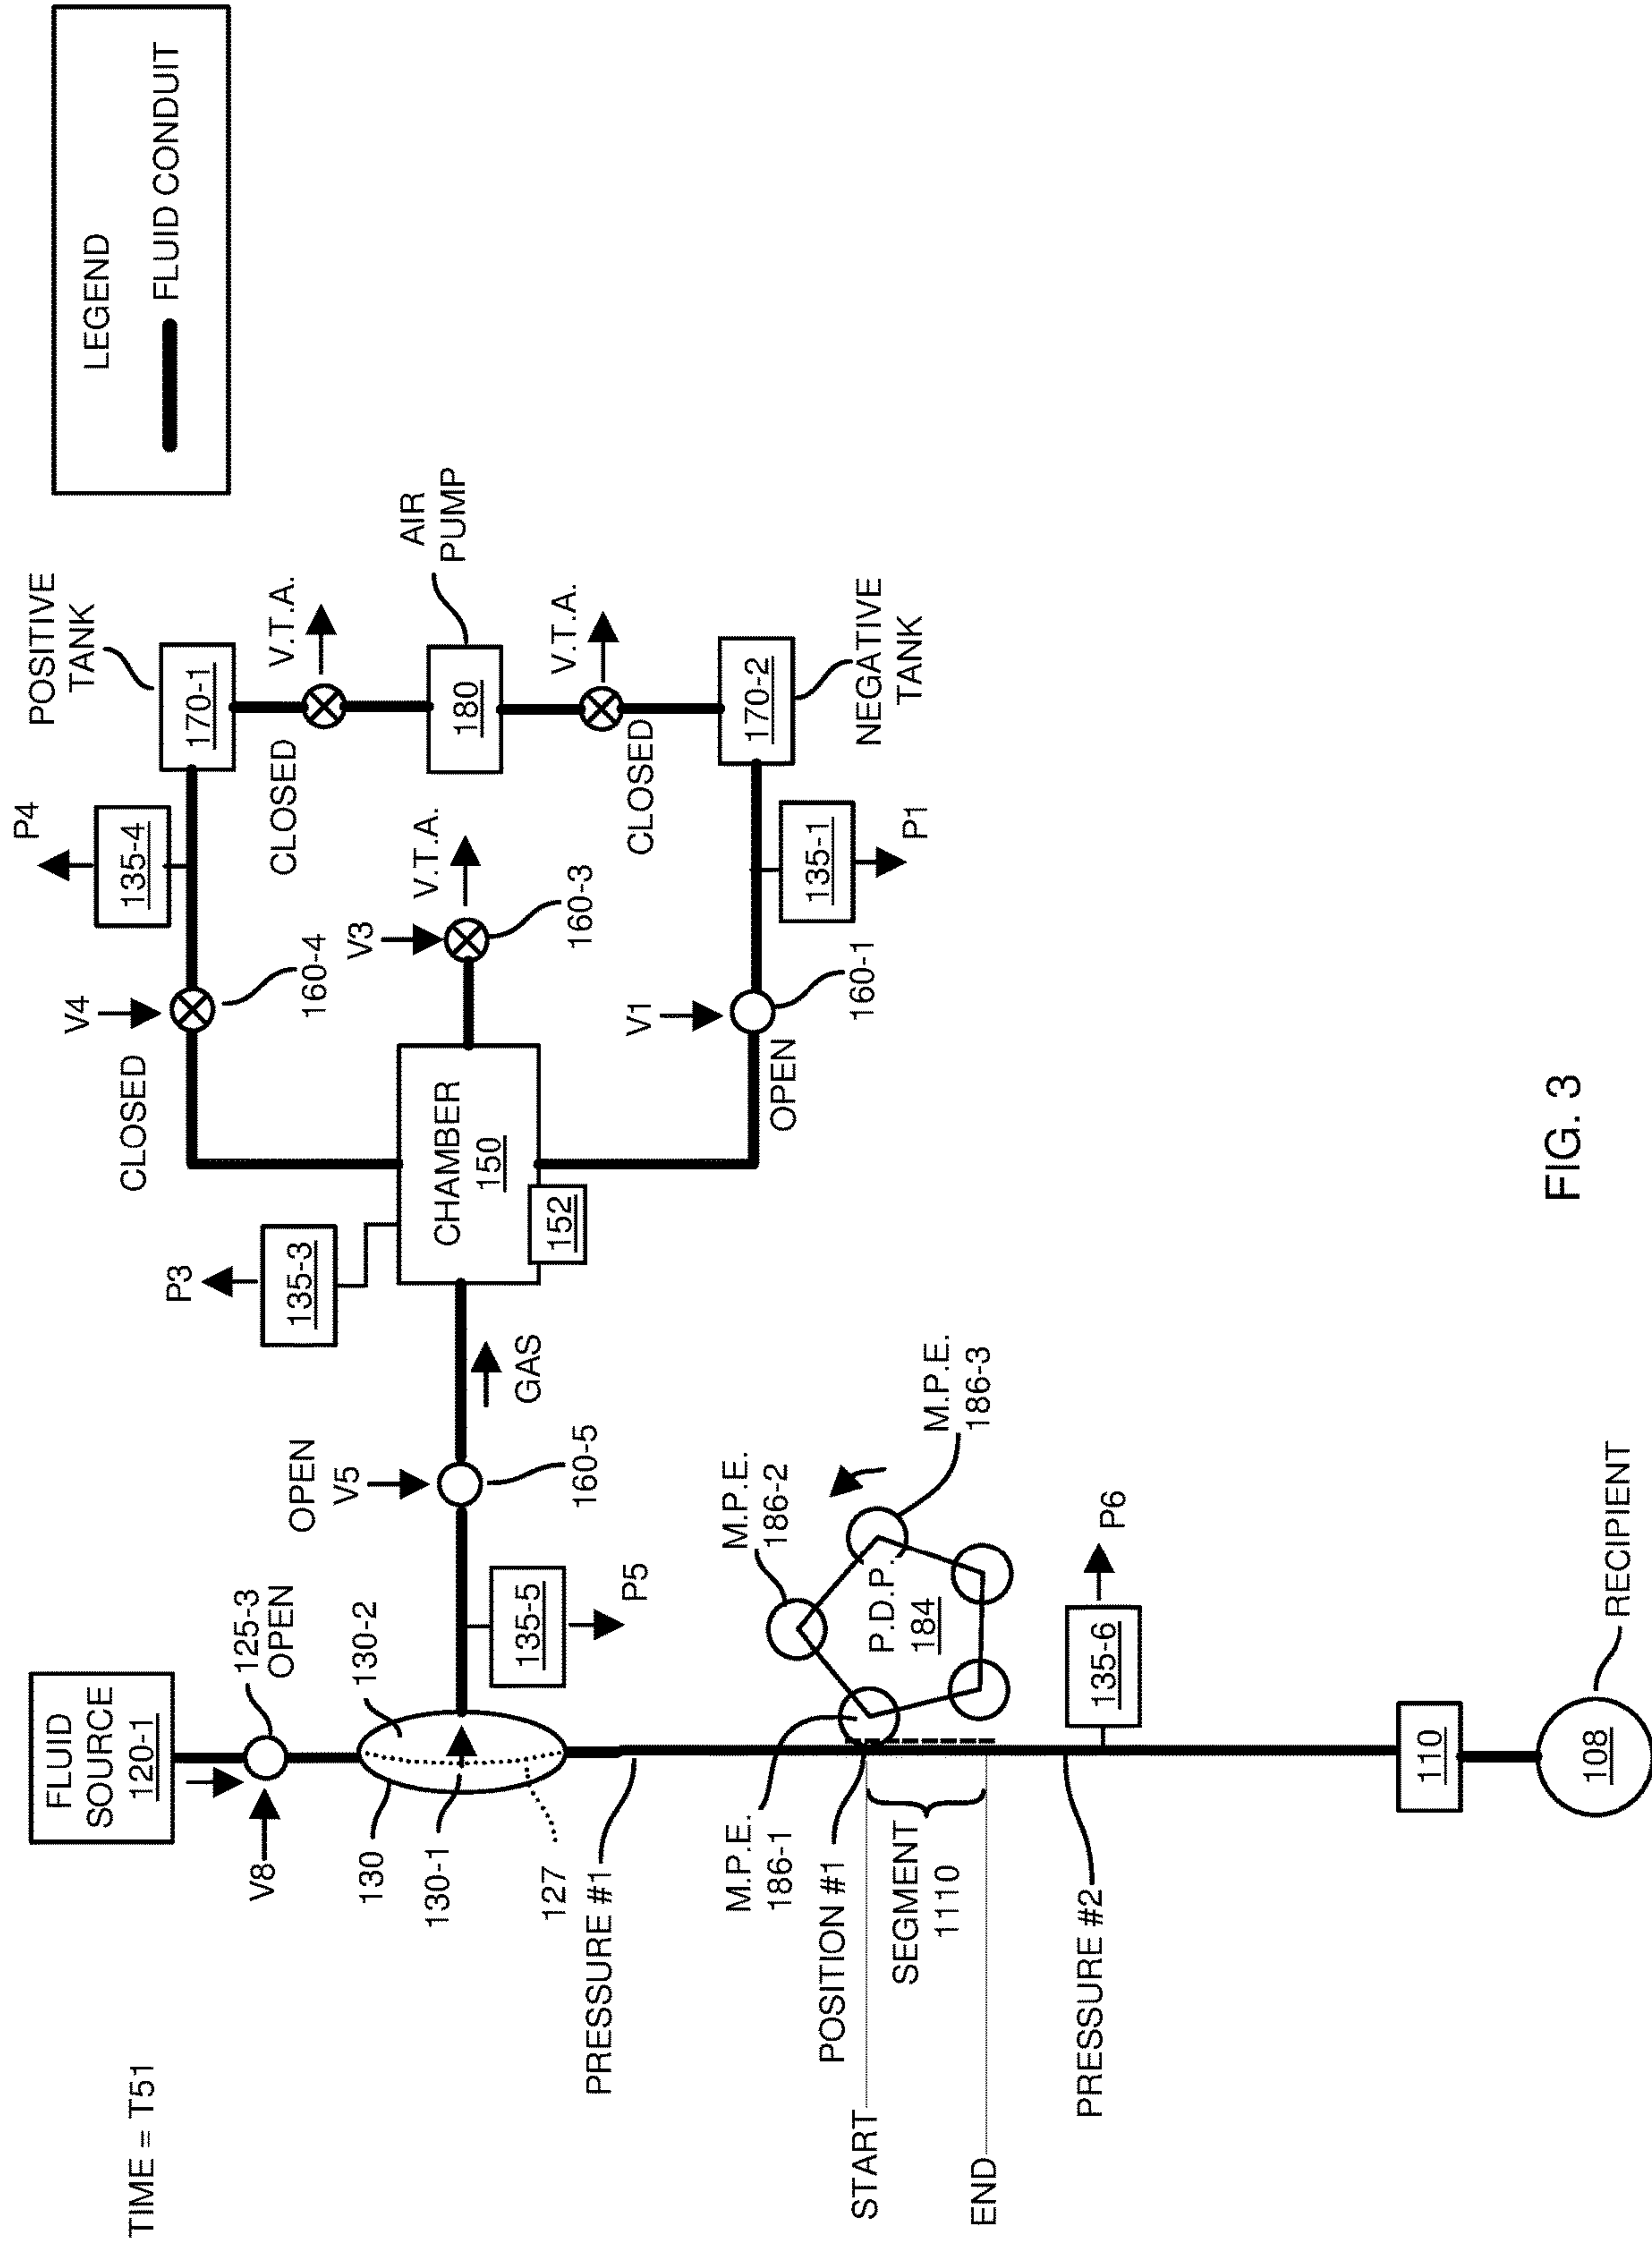 TIME = T51
LEGEND
FLUID CONDUIT
FLUID
SOURCE
120-1
V8
125-3
OPEN
130
130-1
127
130-2
135-5
P5
OPEN
V5
160-5
GAS
P3
135-3
CHAMBER
150
152
CLOSED
V4
160-4
P4
135-4
POSITIVE
TANK
170-1
V.T.A.
CLOSED
V3
160-3
V.T.A.
AIR
PUMP
180
V.T.A.
CLOSED
170-2
NEGATIVE
TANK
V1
OPEN
160-1
135-1
P1
PRESSURE #1
M.P.E.
186-1
M.P.E.
186-2
M.P.E.
186-3
P.D.P.
184
POSITION #1
START
SEGMENT
1110
END
PRESSURE #2
135-6
P6
110
108
RECIPIENT
FIG. 3